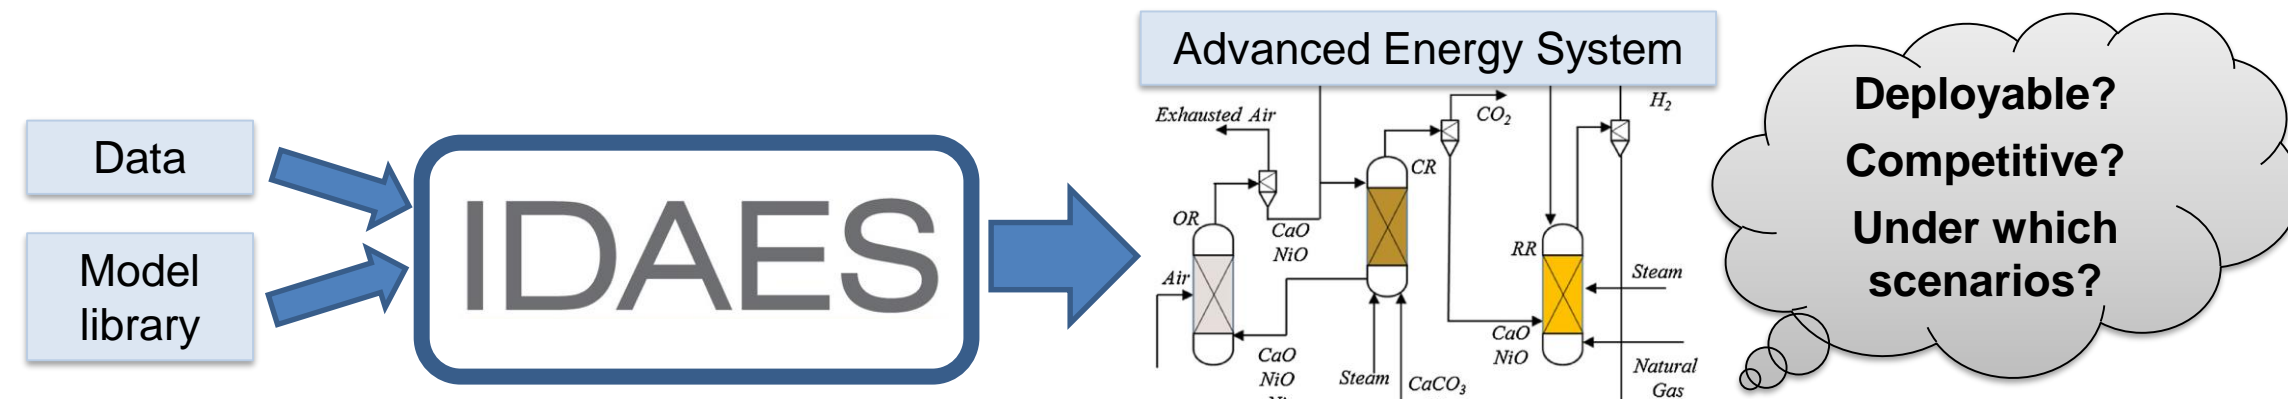 Data
Model
library
IDAES
Advanced Energy System
Exhausted Air
OR
Air
CaO
NiO
CaO
NiO
CR
CO2
Steam
CaCO3
RR
H2
CaO
NiO
Steam
Natural
Gas
Deployable?
Competitive?
Under which
scenarios?